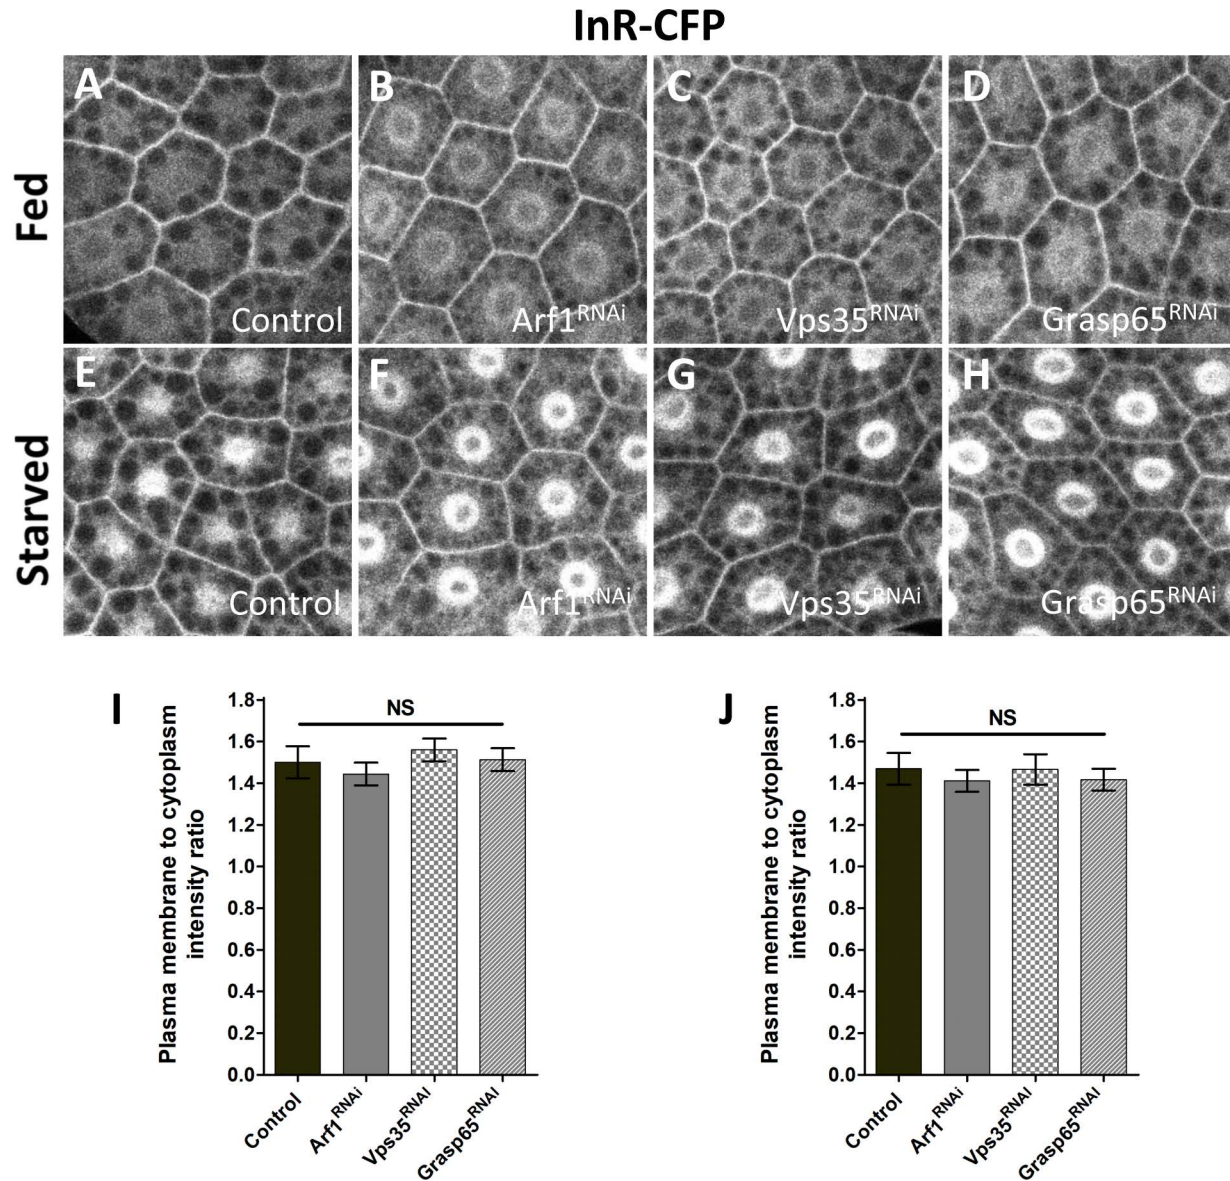 InR-CFP
Fed
A
Control
B
Arf1RNAi
C
Vps35RNAi
D
Grasp65RNAi
Starved
E
Control
F
Arf1RNAi
G
Vps35RNAi
H
Grasp65RNAi
I
Plasma membrane to cytoplasm
intensity ratio
1.8
1.6
1.4
1.2
1.0
0.8
0.6
0.4
0.2
0.0
NS
Control
Arf1RNAi
Vps35RNAI
Grasp65RNAI
J
Plasma membrane to cytoplasm
intensity ratio
1.8
1.6
1.4
1.2
1.0
0.8
0.6
0.4
0.2
0.0
NS
Control
Arf1RNAi
Vps35RNAI
Grasp65RNAI